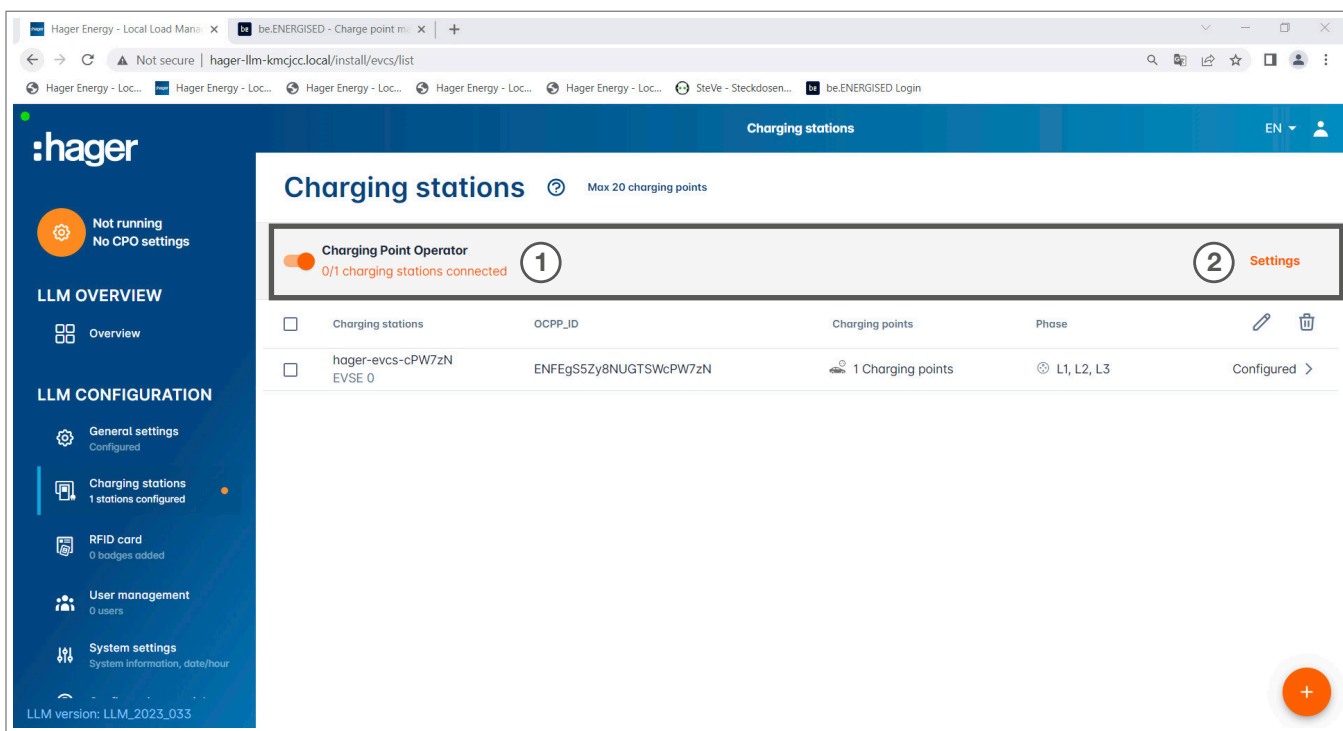 Hager Energy - Local Load Mana
be.ENERGISED - Charge point ma
Not secure | hager-llm-kmcjcc.local/install/evcs/list
Hager Energy - Loc... Hager Energy - Loc... Hager Energy - Loc... Hager Energy - Loc... Hager Energy - Loc... SteVe - Steckdosen... be.ENERGISED Login
:hager
Charging stations
EN
Charging stations
Max 20 charging points
Not running
No CPO settings
Charging Point Operator
0/1 charging stations connected
1
2
Settings
LLM OVERVIEW
Overview
Charging stations OCPP_ID Charging points Phase
hager-evcs-cPW7zN
EVSE 0
ENFEgS5Zy8NUGTSWcPW7zN
1 Charging points
L1, L2, L3
Configured
LLM CONFIGURATION
General settings
Configured
Charging stations
1 stations configured
RFID card
0 badges added
User management
0 users
System settings
System information, date/hour
LLM version: LLM_2023_033